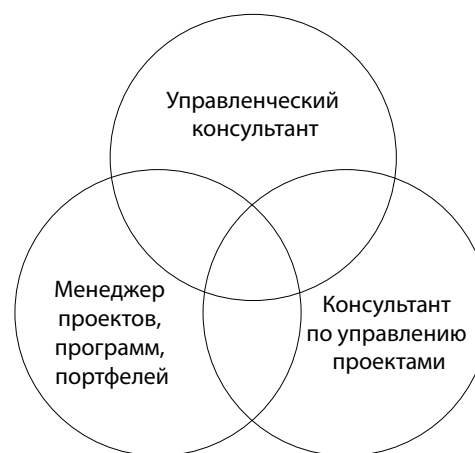 Управленческий
консультант
Менеджер
проектов,
программ,
портфелей
Консультант
по управлению
проектами